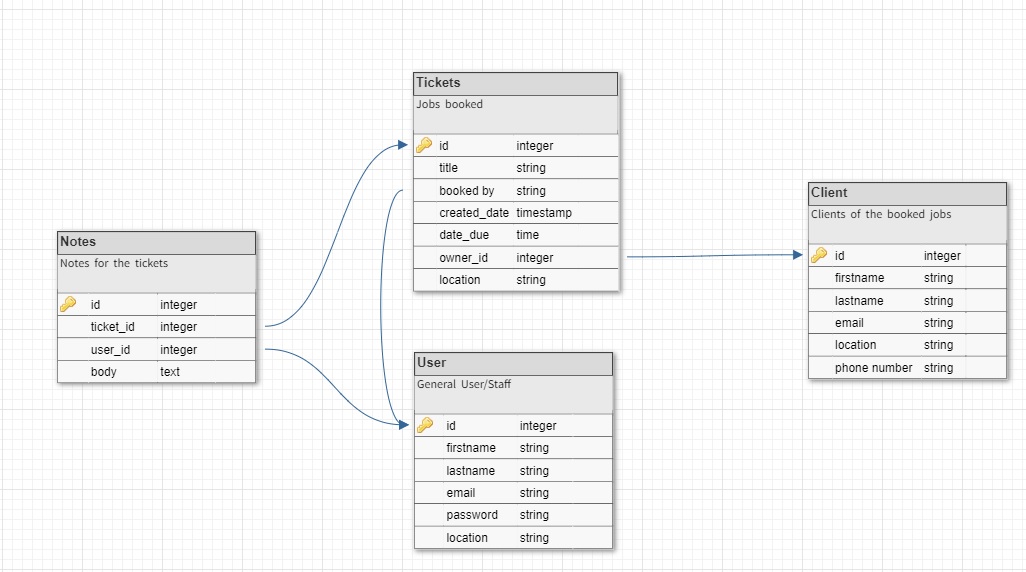 Tickets
Jobs booked
id integer
title string
booked by string
created_date timestamp
date_due time
owner_id integer
location string
Client
Clients of the booked jobs
id integer
firstname string
lastname string
email string
location string
phone number string
Notes
Notes for the tickets
id integer
ticket_id integer
user_id integer
body text
User
General User/Staff
id integer
firstname string
lastname string
email string
password string
location string